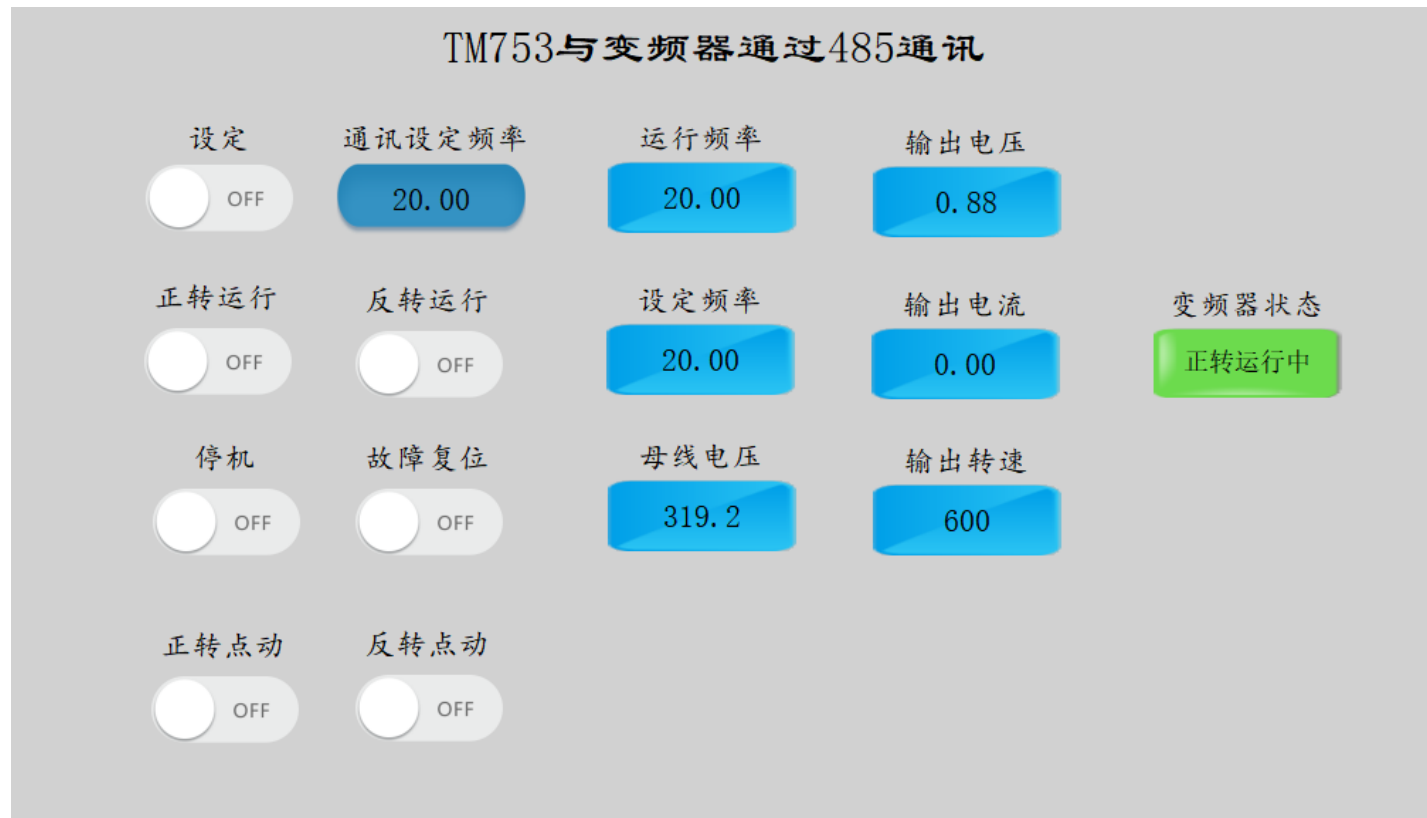 TM753与变频器通过485通讯
设定 通讯设定频率 运行频率 输出电压
OFF 20.00 20.00 0.88
正转运行 反转运行 设定频率 输出电流 变频器状态
OFF OFF 20.00 0.00 正转运行中
停机 故障复位 母线电压 输出转速
OFF OFF 319.2 600
正转点动 反转点动
OFF OFF